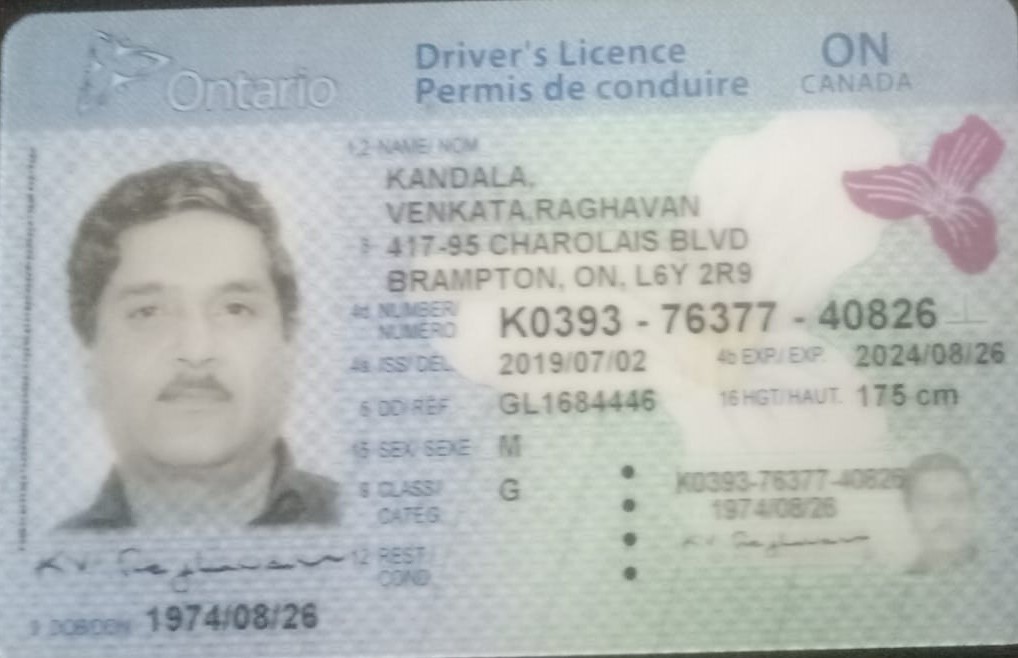 Ontario
Driver's Licence
Permis de conduire
ON
CANADA
1,2 NAME/ NOM
KANDALA,
VENKATA,RAGHAVAN
8 417-95 CHAROLAIS BLVD
BRAMPTON, ON, L6Y 2R9
4d NUMBER/ NUMÉRO K0393 - 76377 - 40826
4a ISS/DÉL 2019/07/02 4b EXP./ EXP. 2024/08/26
5 DD/RÉF. GL1684446 16 HGT/HAUT. 175 cm
15 SEX/ SEXE M
9 CLASS/ CATÉG. G
K0393-76377-40826
1974/08/26
12 REST./ COND.
K.V. Raghavan
K.V. Raghavan
3 DOB/DDN 1974/08/26